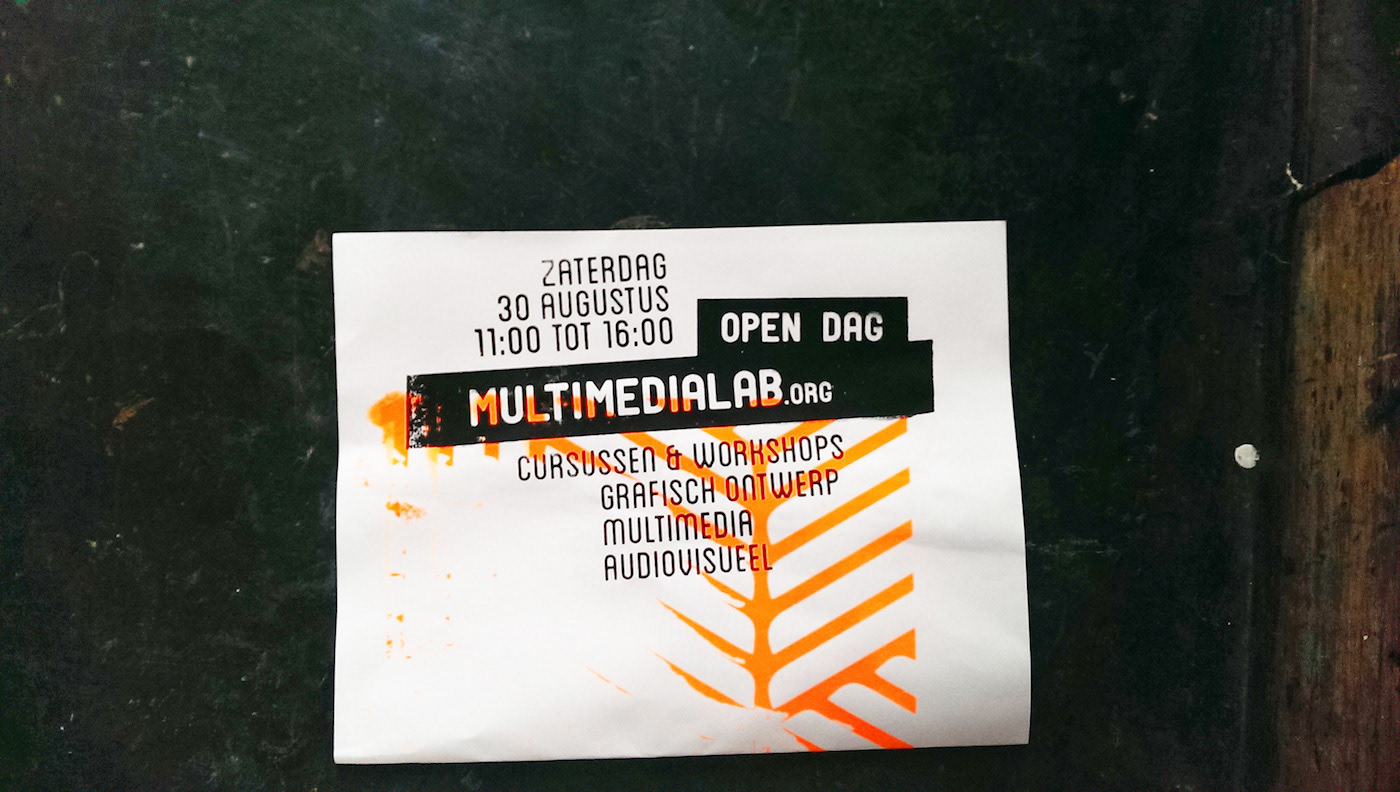 ZATERDAG
30 AUGUSTUS
11:00 TOT 16:00
OPEN DAG
MULTIMEDIALAB.ORG
CURSUSSEN & WORKSHOPS
GRAFISCH ONTWERP
MULTIMEDIA
AUDIOVISUEEL